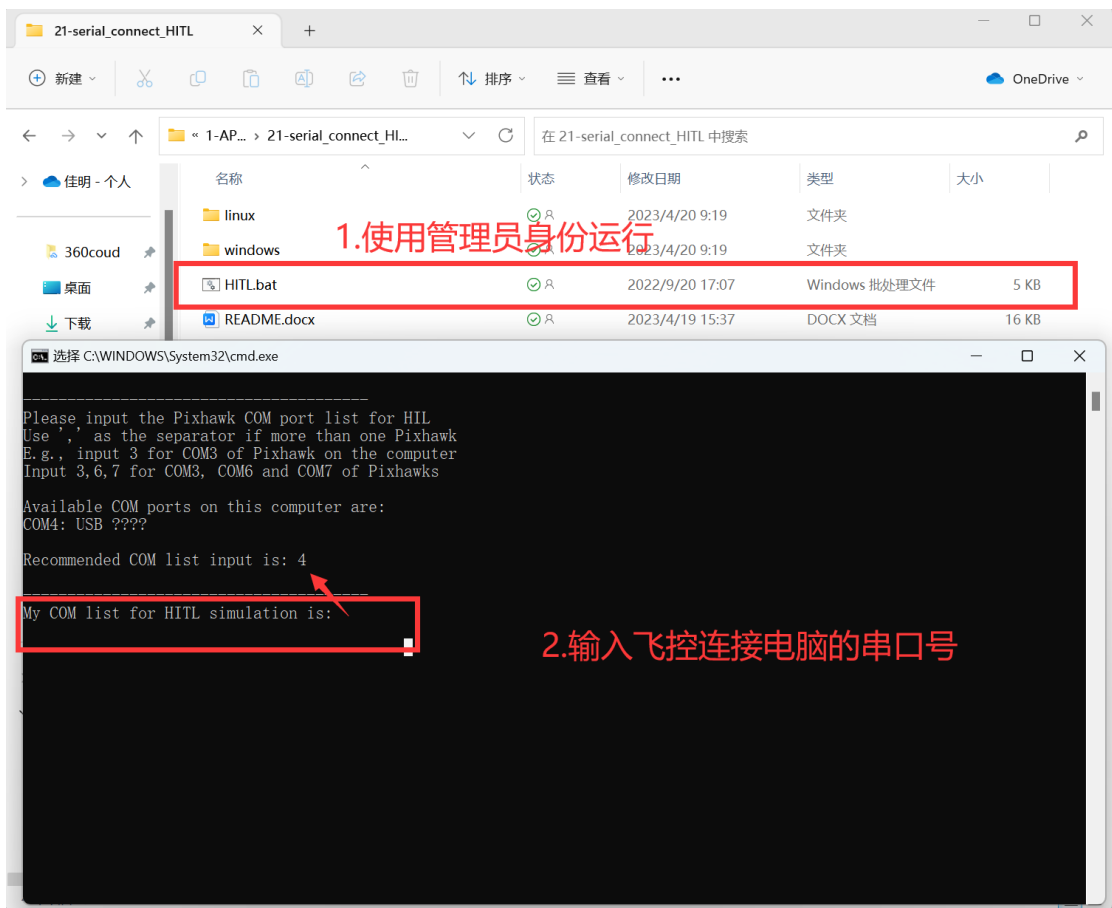 21-serial_connect_HITL
新建
排序
查看
OneDrive
« 1-AP... › 21-serial_connect_HI...
在 21-serial_connect_HITL 中搜索
佳明 - 个人
名称
状态
修改日期
类型
大小
linux
2023/4/20 9:19
文件夹
1.使用管理员身份运行
360coud
windows
2023/4/20 9:19
文件夹
桌面
HITL.bat
2022/9/20 17:07
Windows 批处理文件
5 KB
下载
README.docx
2023/4/19 15:37
DOCX 文档
16 KB
选择 C:\WINDOWS\System32\cmd.exe
---------------------------------------
Please input the Pixhawk COM port list for HIL
Use ',' as the separator if more than one Pixhawk
E.g., input 3 for COM3 of Pixhawk on the computer
Input 3,6,7 for COM3, COM6 and COM7 of Pixhawks
Available COM ports on this computer are:
COM4: USB ????
Recommended COM list input is: 4
---------------------------------------
My COM list for HITL simulation is:
2.输入飞控连接电脑的串口号